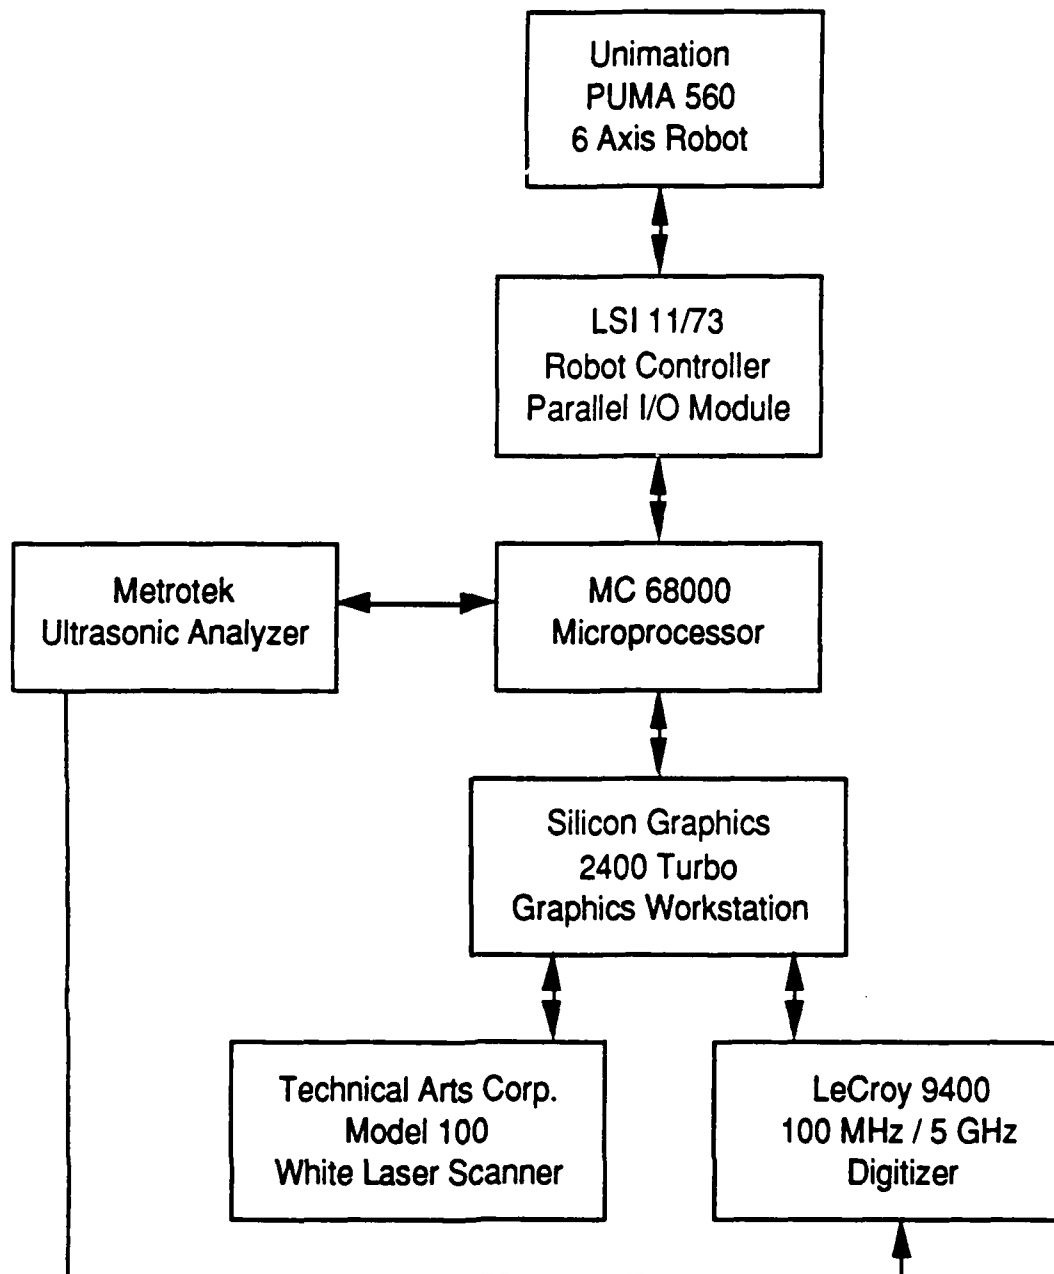 Unimation
PUMA 560
6 Axis Robot
LSI 11/73
Robot Controller
Parallel I/O Module
Metrotek
Ultrasonic Analyzer
MC 68000
Microprocessor
Silicon Graphics
2400 Turbo
Graphics Workstation
Technical Arts Corp.
Model 100
White Laser Scanner
LeCroy 9400
100 MHz / 5 GHz
Digitizer